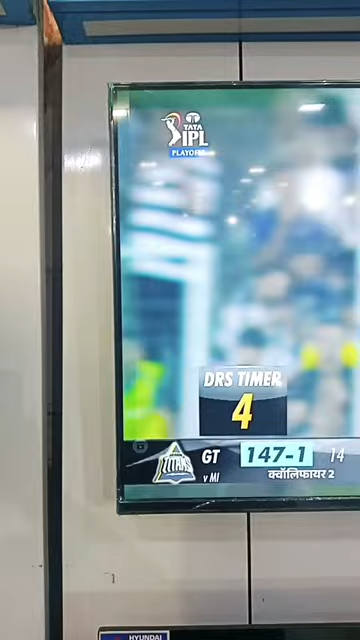 TATA
IPL
PLAYOFFS
DRS TIMER
4
TITANS
GT
147-1
14
v MI
क्वॉलिफायर 2
HYUNDAI